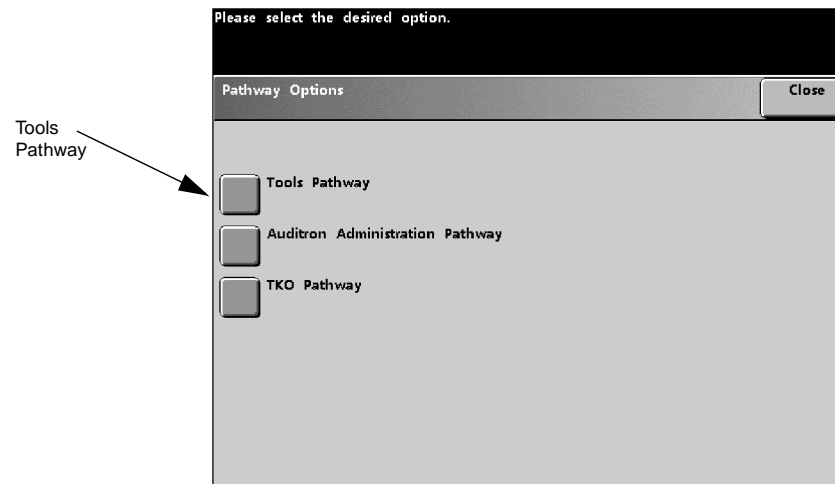 Please select the desired option.
Pathway Options
Close
Tools
Pathway
Tools Pathway
Auditron Administration Pathway
TKO Pathway